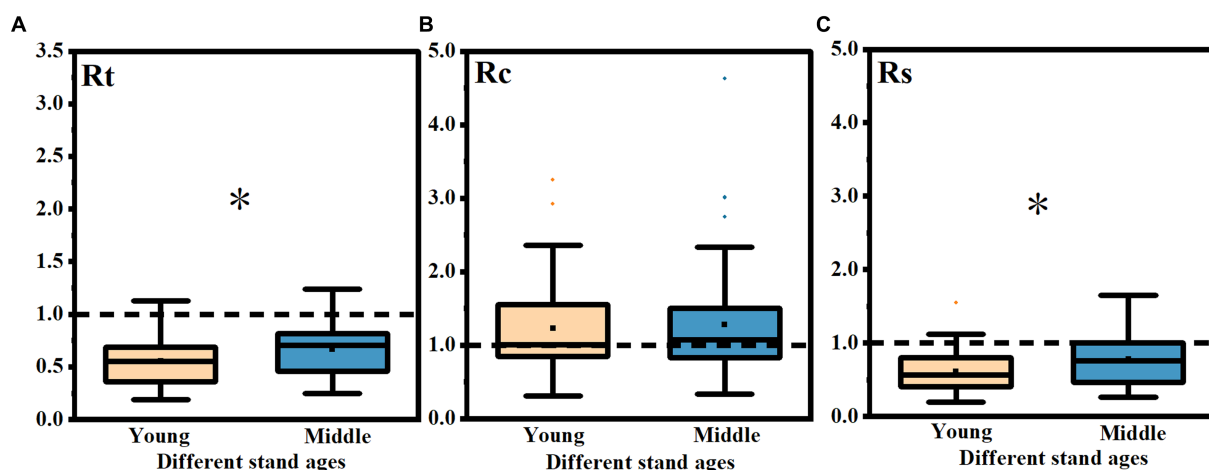 A
Rt
3.5
3.0
2.5
2.0
1.5
1.0
0.5
0.0
*
Young Middle
Different stand ages
B
Rc
5.0
4.0
3.0
2.0
1.0
0.0
Young Middle
Different stand ages
C
Rs
5.0
4.0
3.0
2.0
1.0
0.0
*
Young Middle
Different stand ages